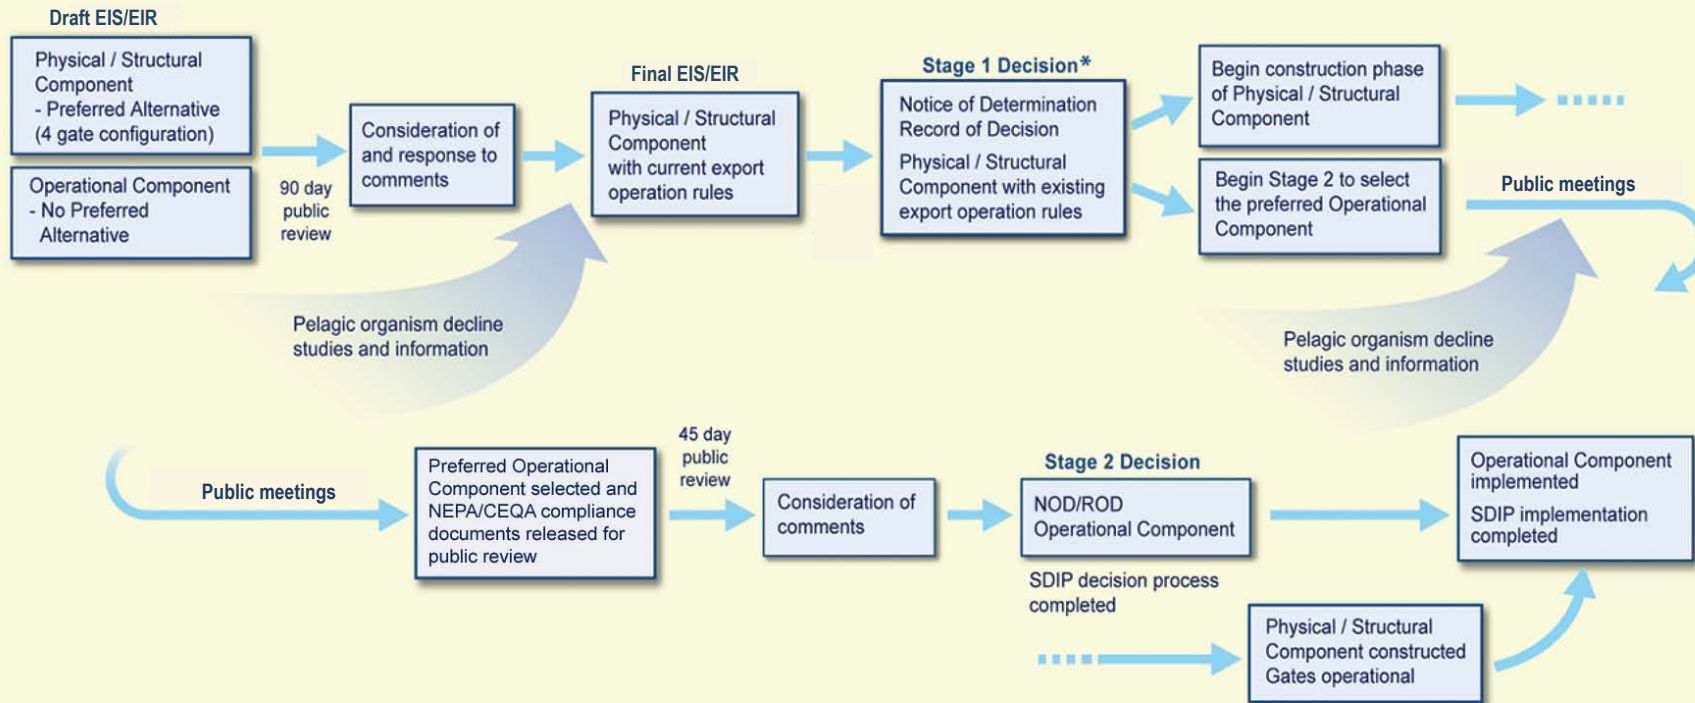 Draft EIS/EIR
Physical / Structural
Component
- Preferred Alternative
(4 gate configuration)
Operational Component
- No Preferred
Alternative
90 day
public
review
Consideration of
and response to
comments
Final EIS/EIR
Physical / Structural
Component
with current export
operation rules
Stage 1 Decision*
Notice of Determination
Record of Decision
Physical / Structural
Component with existing
export operation rules
Begin construction phase
of Physical / Structural
Component
Begin Stage 2 to select
the preferred Operational
Component
Public meetings
Pelagic organism decline
studies and information
Pelagic organism decline
studies and information
Public meetings
Preferred Operational
Component selected and
NEPA/CEQA compliance
documents released for
public review
45 day
public
review
Consideration of
comments
Stage 2 Decision
NOD/ROD
Operational Component
SDIP decision process
completed
Operational Component
implemented
SDIP implementation
completed
Physical / Structural
Component constructed
Gates operational